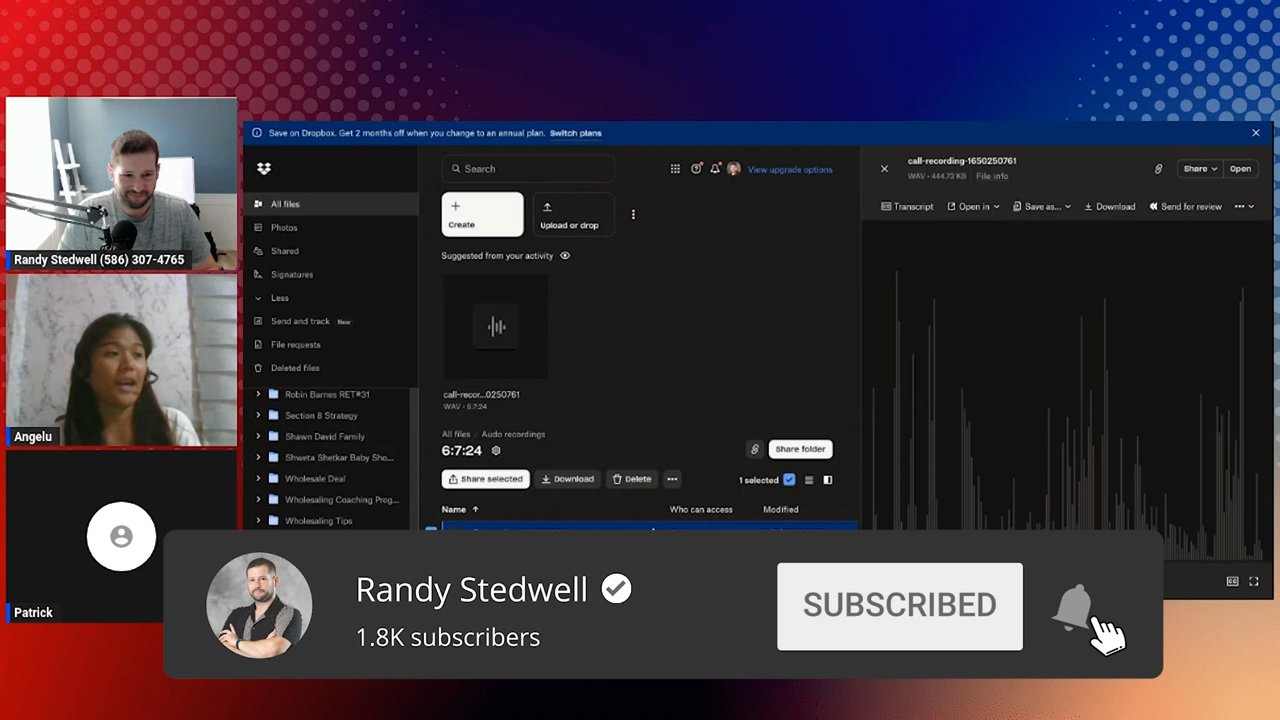 Save on Dropbox. Get 2 months off when you change to an annual plan. Switch plans
Search
View upgrade options
call-recording-1650250761
WAV • 444.73 KB
File info
Share
Open
All files
Photos
Shared
Signatures
Less
Send and track New
File requests
Deleted files
Create
Upload or drop
Transcript
Open in
Save as...
Download
Send for review
Suggested from your activity
call-recor...0250761
WAV • 6:7:24
Robin Barnes RET#31
Section 8 Strategy
Shawn David Family
Shweta Shetkar Baby Sho...
Wholesale Deal
Wholesaling Coaching Prog...
Wholesaling Tips
All files
Audo recordings
6:7:24
Share folder
Share selected
Download
Delete
1 selected
Name
Who can access
Modified
Randy Stedwell (586) 307-4765
Angelu
Patrick
Randy Stedwell
1.8K subscribers
SUBSCRIBED